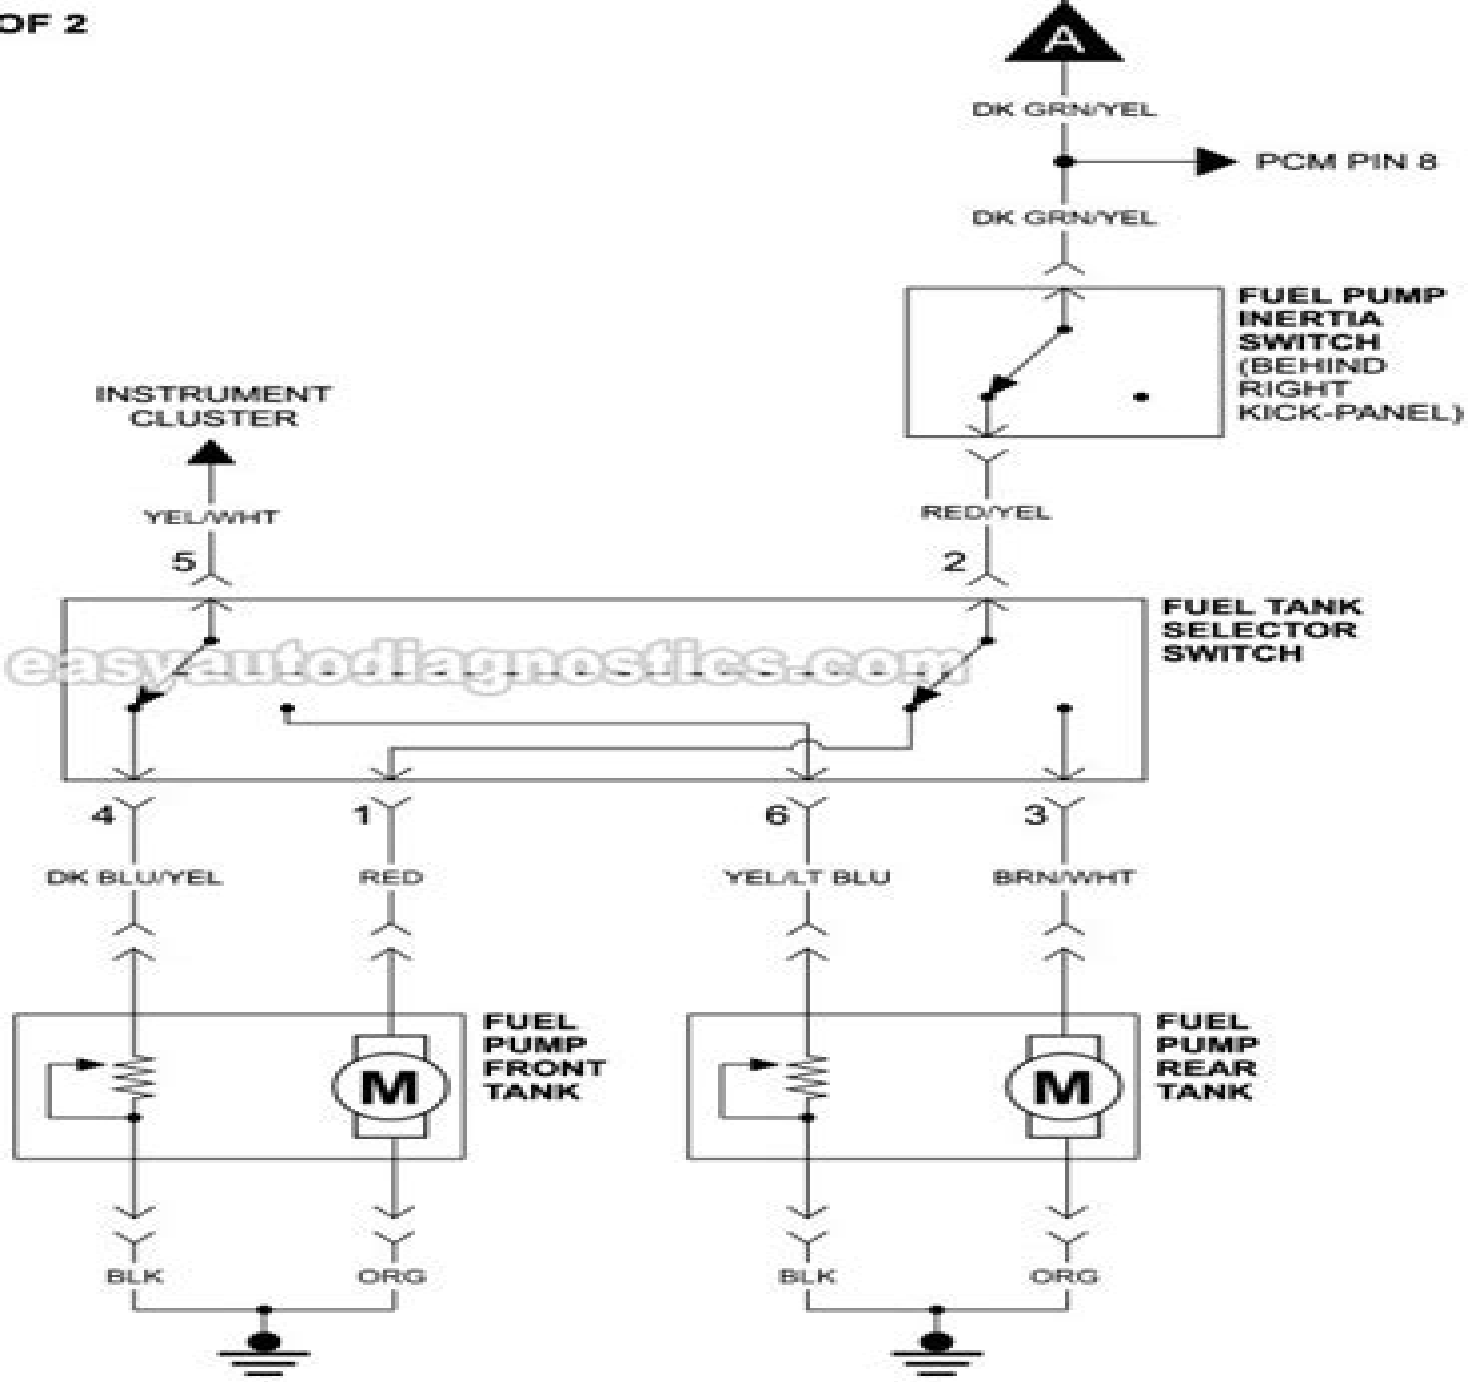 OF 2
A
DK GRN/YEL
PCM PIN 8
DK GRN/YEL
FUEL PUMP
INERTIA
SWITCH
(BEHIND
RIGHT
KICK-PANEL)
INSTRUMENT
CLUSTER
YEL/WHT
RED/YEL
5
2
FUEL TANK
SELECTOR
SWITCH
easyautodiagnostics.com
4
1
6
3
DK BLU/YEL
RED
YEL/LT BLU
BRN/WHT
FUEL
PUMP
FRONT
TANK
M
FUEL
PUMP
REAR
TANK
M
BLK
ORG
BLK
ORG